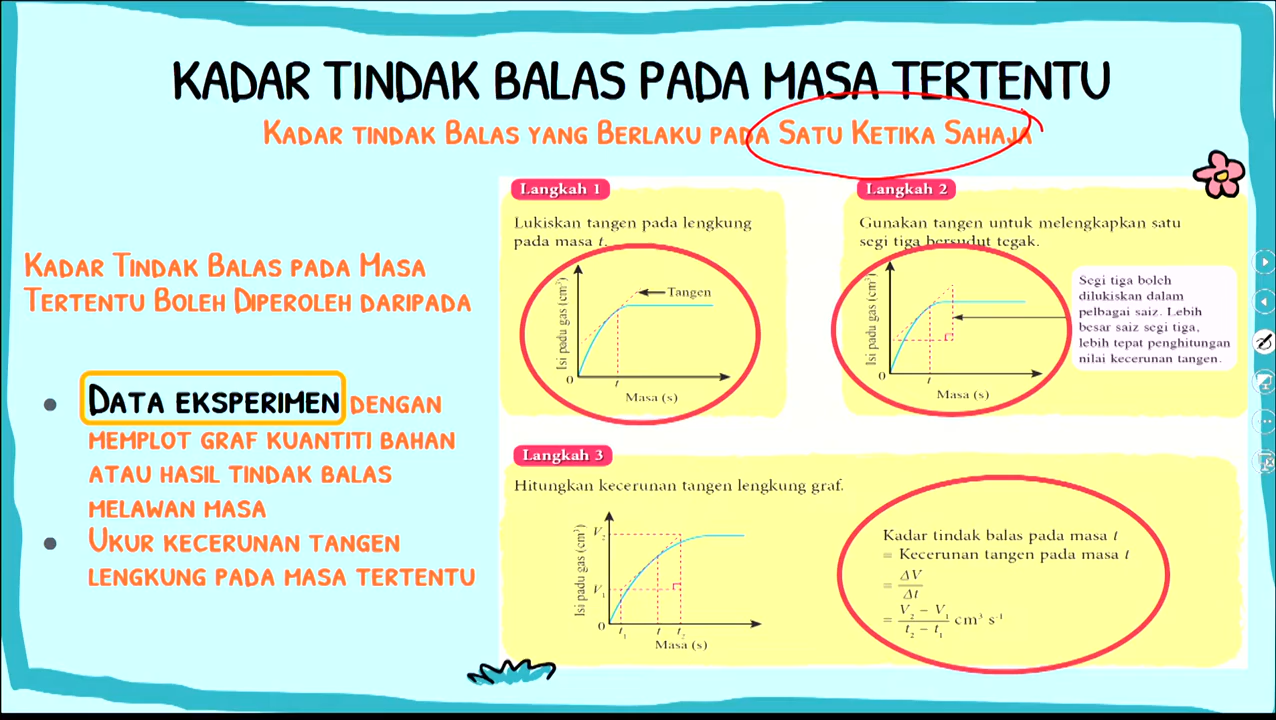 KADAR TINDAK BALAS PADA MASA TERTENTU
KADAR TINDAK BALAS YANG BERLAKU PADA SATU KETIKA SAHAJA
KADAR TINDAK BALAS PADA MASA
TERTENTU BOLEH DIPEROLEH DARIPADA
• DATA EKSPERIMEN DENGAN
MEMPLOT GRAF KUANTITI BAHAN
ATAU HASIL TINDAK BALAS
MELAWAN MASA
• UKUR KECERUNAN TANGEN
LENGKUNG PADA MASA TERTENTU
Langkah 1
Lukiskan tangen pada lengkung
pada masa t.
Isi padu gas (cm³)
Tangen
0
t
Masa (s)
Langkah 2
Gunakan tangen untuk melengkapkan satu
segi tiga bersudut tegak.
Isi padu gas (cm³)
0
t
Masa (s)
Segi tiga boleh
dilukiskan dalam
pelbagai saiz. Lebih
besar saiz segi tiga,
lebih tepat penghitungan
nilai kecerunan tangen.
Langkah 3
Hitungkan kecerunan tangen lengkung graf.
Isi padu gas (cm³)
V₂
V₁
0
t₁ t t₂
Masa (s)
Kadar tindak balas pada masa t
= Kecerunan tangen pada masa t
= ΔV / Δt
= V₂ − V₁ / t₂ − t₁ cm³ s⁻¹